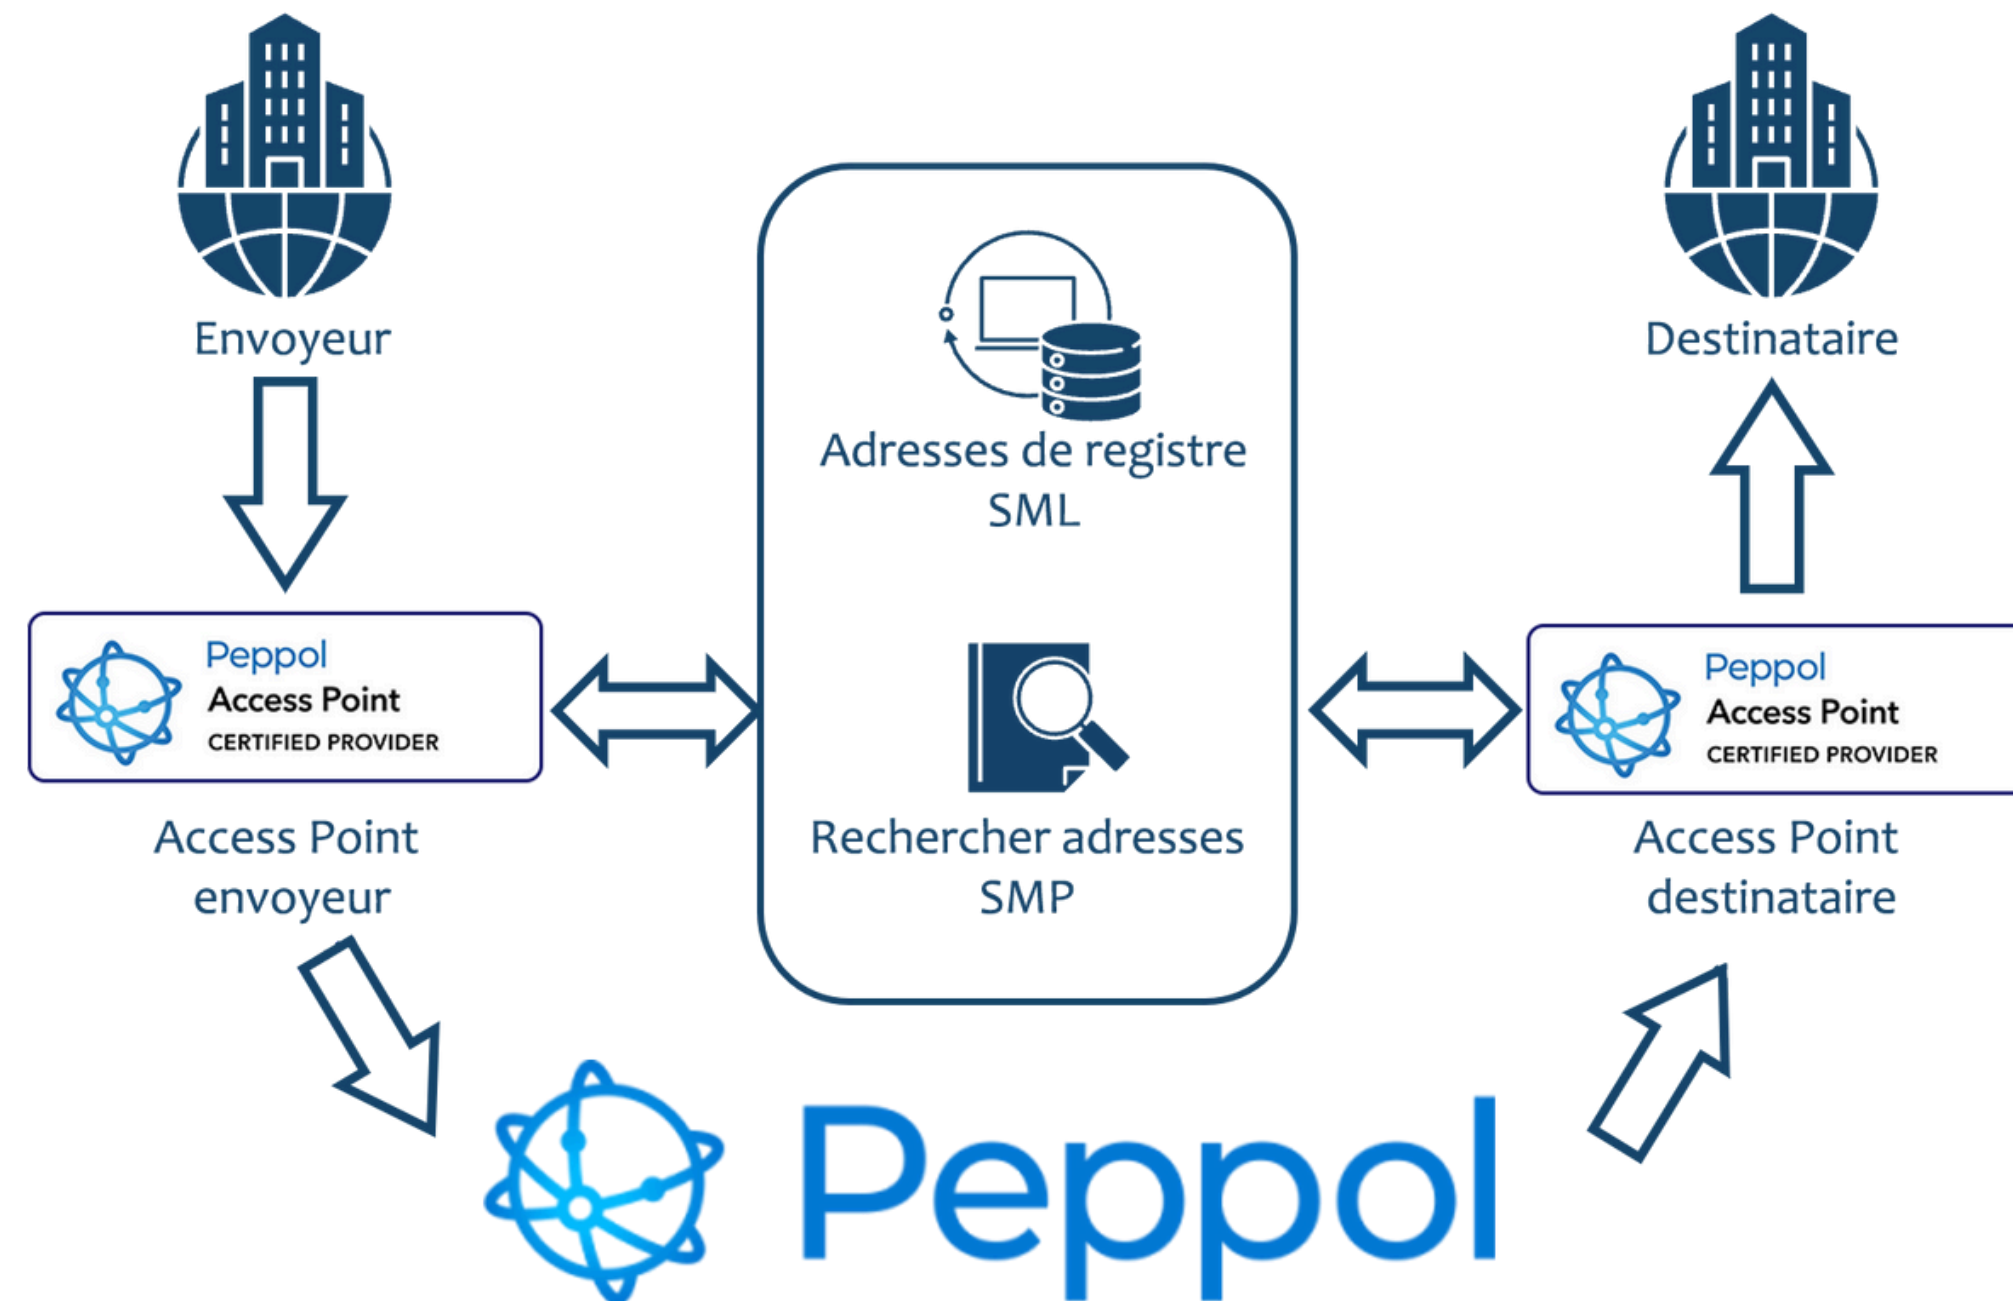 Envoyeur
Destinataire
Adresses de registre
SML
Peppol
Access Point
CERTIFIED PROVIDER
Access Point
envoyeur
Rechercher adresses
SMP
Peppol
Access Point
CERTIFIED PROVIDER
Access Point
destinataire
Peppol